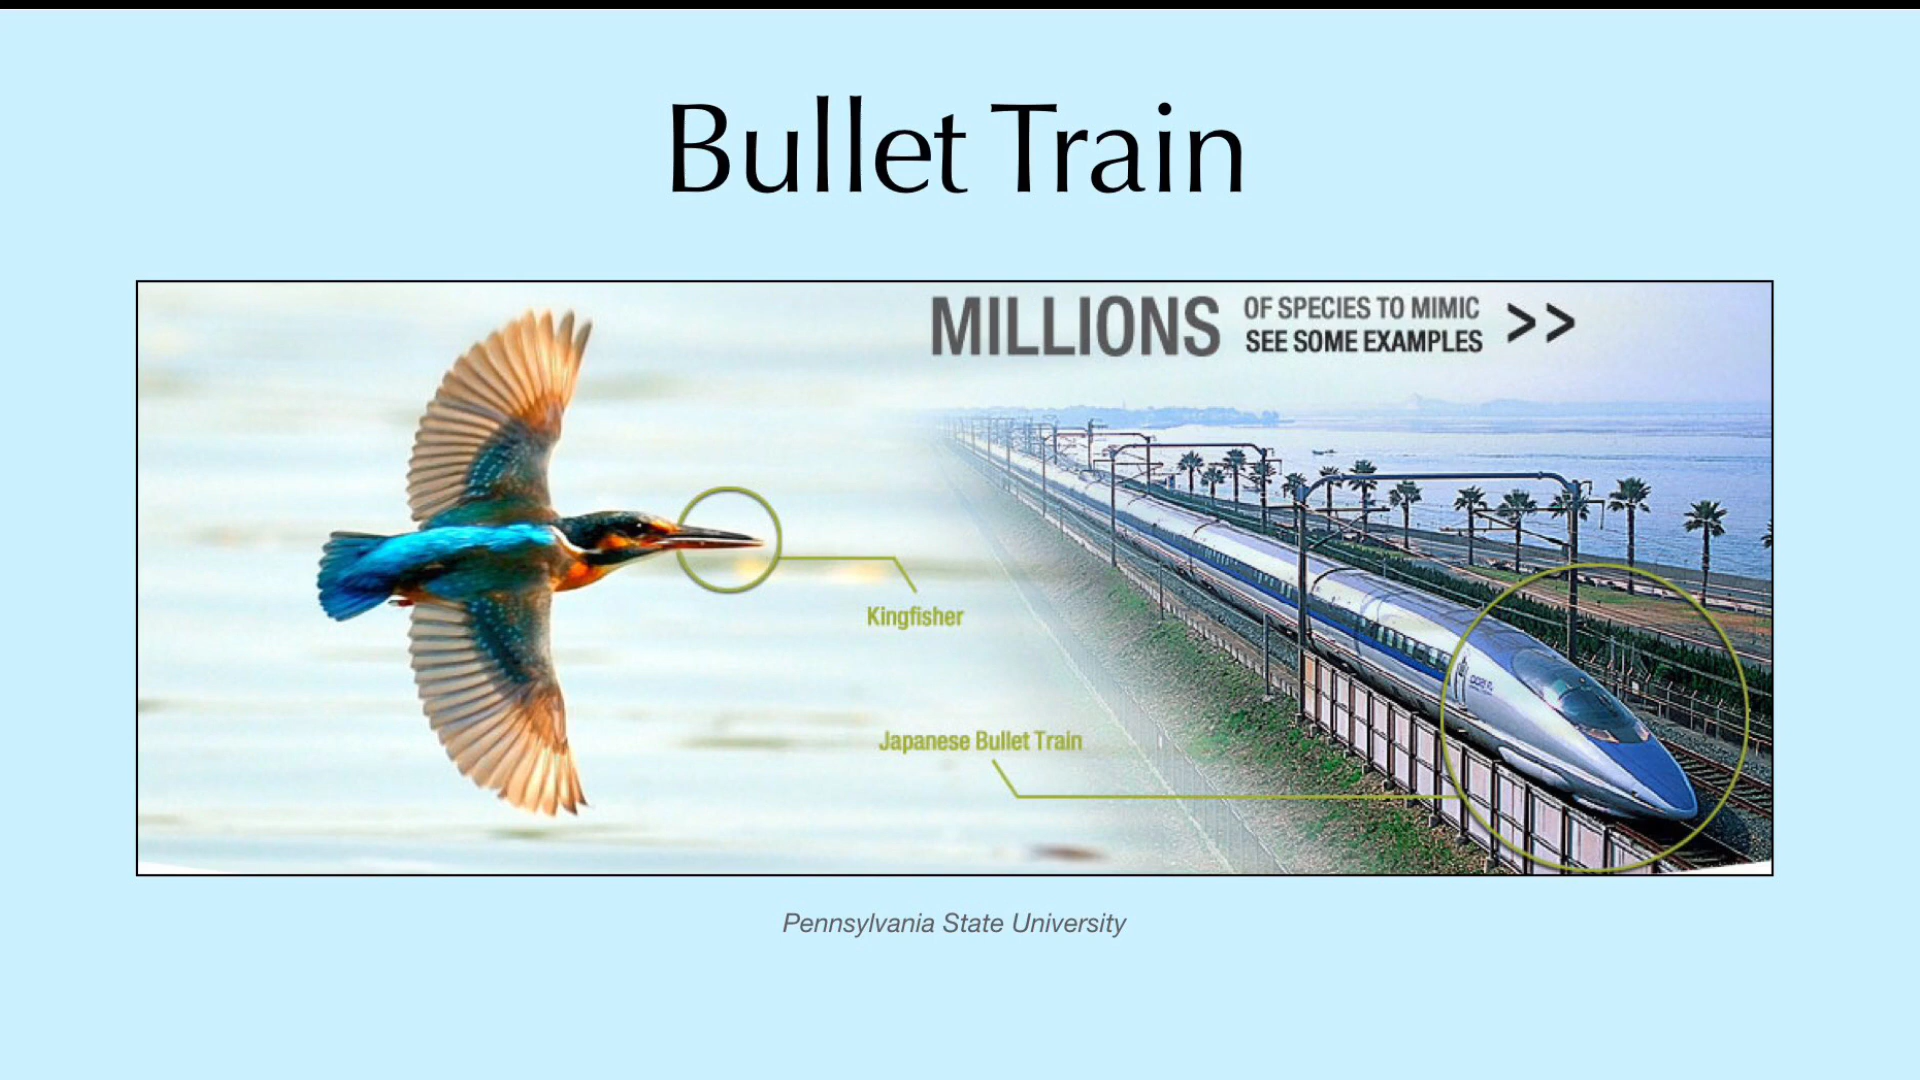 Bullet Train
MILLIONS
OF SPECIES TO MIMIC
SEE SOME EXAMPLES >>
Kingfisher
Japanese Bullet Train
Pennsylvania State University